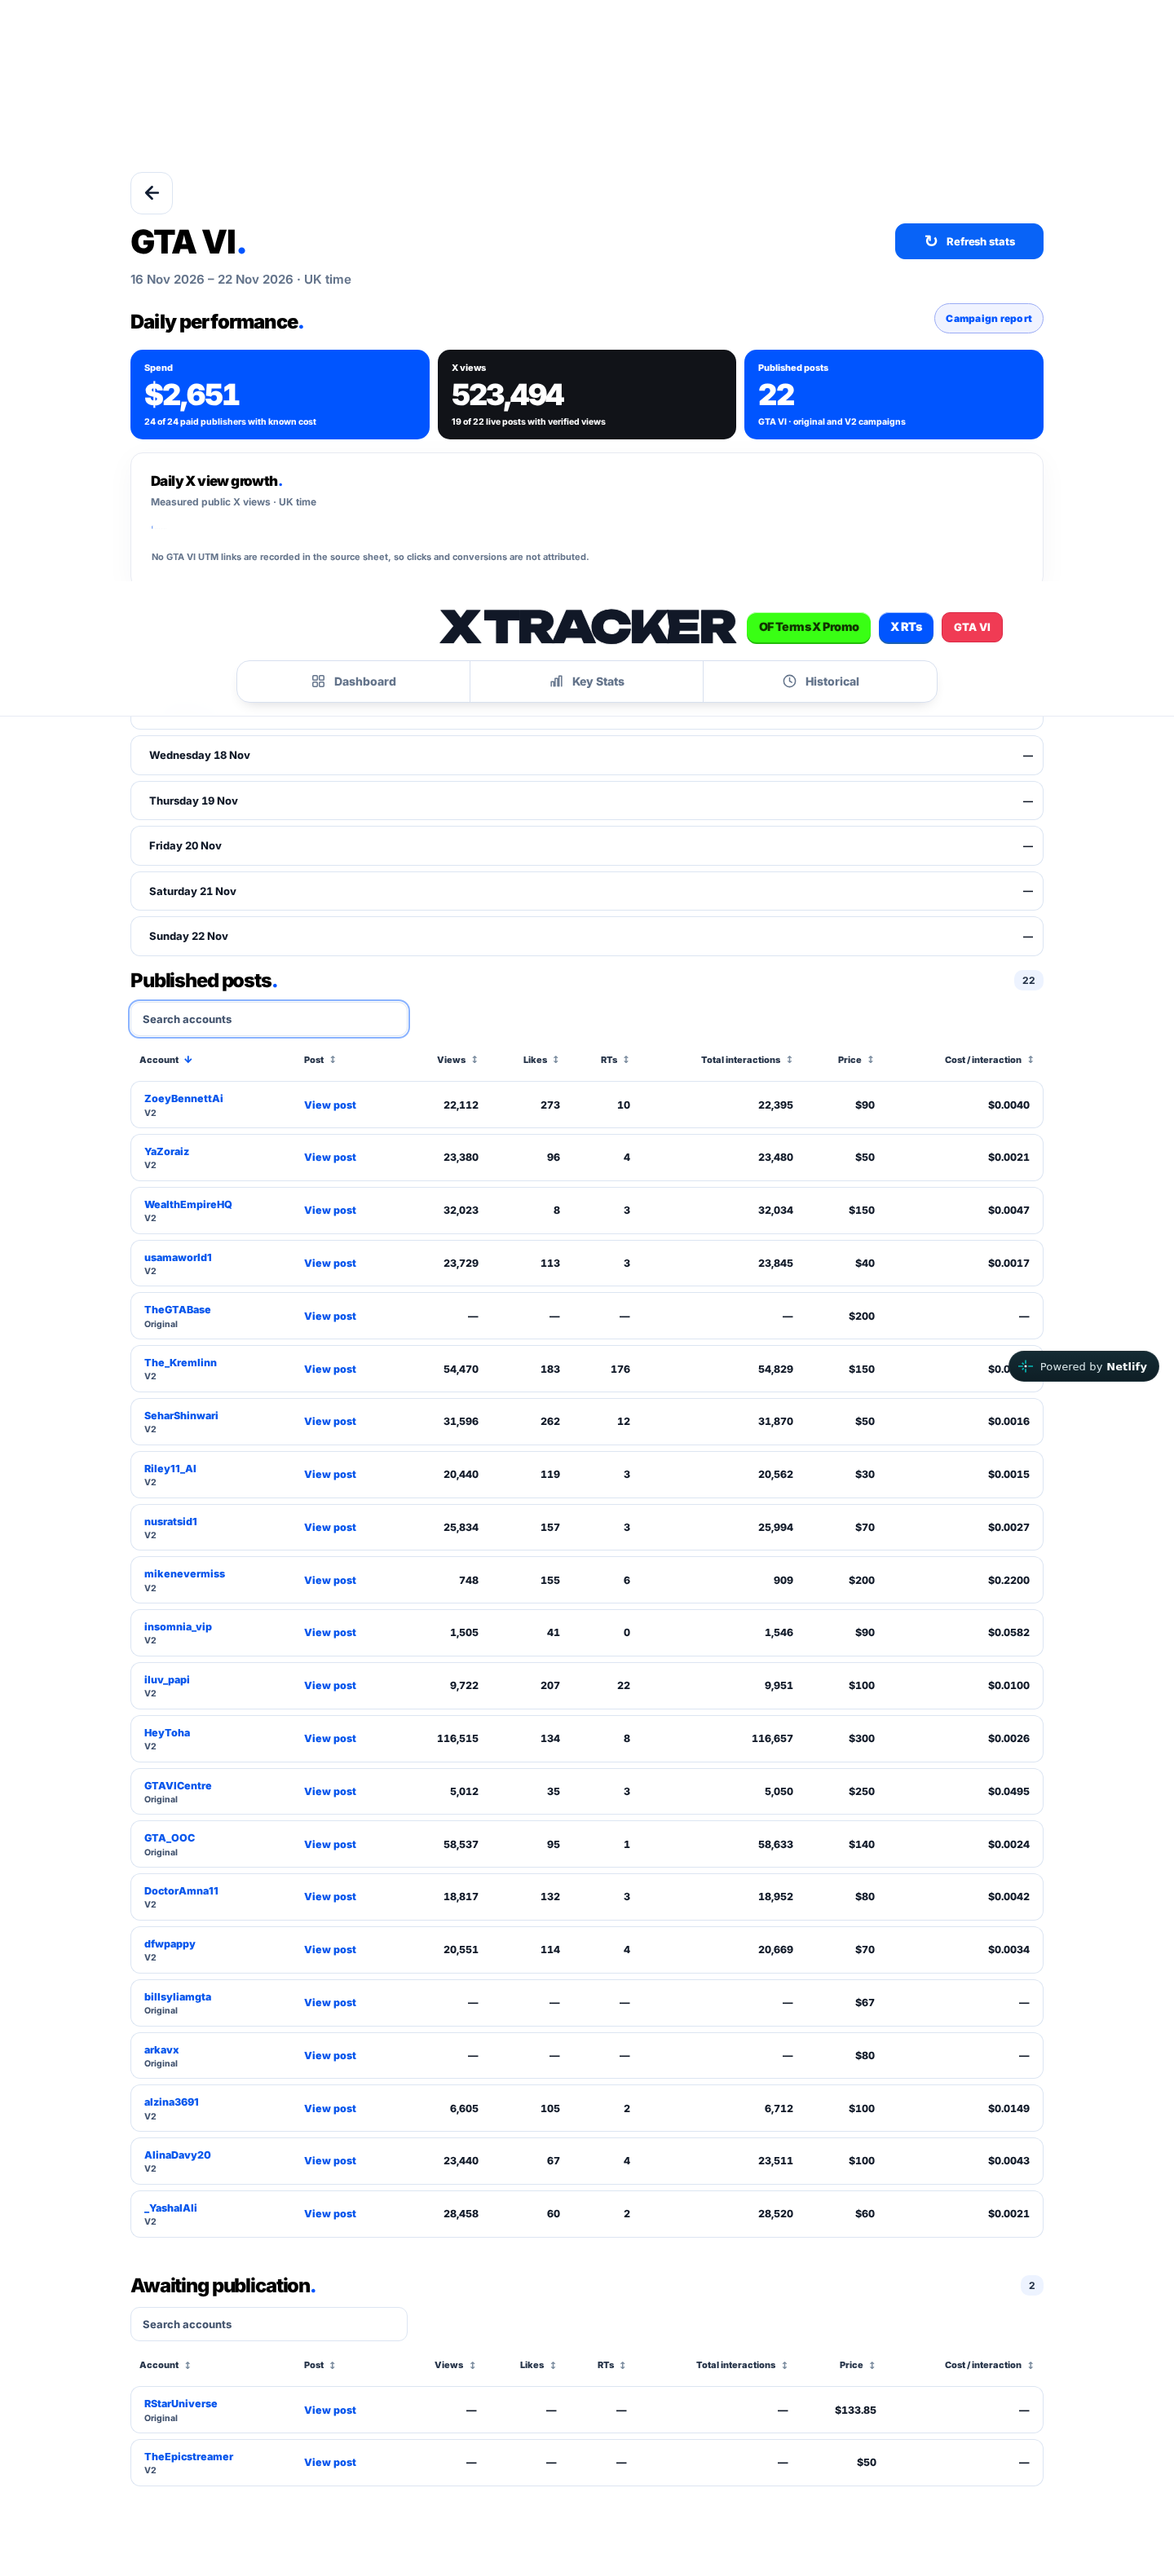 GTA VI.
Refresh stats
16 Nov 2026 – 22 Nov 2026 · UK time
Daily performance.
Campaign report
Spend
$2,651
24 of 24 paid publishers with known cost
X views
523,494
19 of 22 live posts with verified views
Published posts
22
GTA VI · original and V2 campaigns
Daily X view growth.
Measured public X views · UK time
No GTA VI UTM links are recorded in the source sheet, so clicks and conversions are not attributed.
X TRACKER
OF Terms X Promo
X RTs
GTA VI
Dashboard
Key Stats
Historical
Wednesday 18 Nov —
Thursday 19 Nov —
Friday 20 Nov —
Saturday 21 Nov —
Sunday 22 Nov —
Published posts.
22
Search accounts
Account Post Views Likes RTs Total interactions Price Cost / interaction
ZoeyBennettAi
V2
View post 22,112 273 10 22,395 $90 $0.0040
YaZoraiz
V2
View post 23,380 96 4 23,480 $50 $0.0021
WealthEmpireHQ
V2
View post 32,023 8 3 32,034 $150 $0.0047
usamaworld1
V2
View post 23,729 113 3 23,845 $40 $0.0017
TheGTABase
Original
View post — — — — $200 —
The_Kremlinn
V2
View post 54,470 183 176 54,829 $150 $0.0
Powered by Netlify
SeharShinwari
V2
View post 31,596 262 12 31,870 $50 $0.0016
Riley11_AI
V2
View post 20,440 119 3 20,562 $30 $0.0015
nusratsid1
V2
View post 25,834 157 3 25,994 $70 $0.0027
mikenevermiss
V2
View post 748 155 6 909 $200 $0.2200
insomnia_vip
V2
View post 1,505 41 0 1,546 $90 $0.0582
iluv_papi
V2
View post 9,722 207 22 9,951 $100 $0.0100
HeyToha
V2
View post 116,515 134 8 116,657 $300 $0.0026
GTAVICentre
Original
View post 5,012 35 3 5,050 $250 $0.0495
GTA_OOC
Original
View post 58,537 95 1 58,633 $140 $0.0024
DoctorAmna11
V2
View post 18,817 132 3 18,952 $80 $0.0042
dfwpappy
V2
View post 20,551 114 4 20,669 $70 $0.0034
billsyliamgta
Original
View post — — — — $67 —
arkavx
Original
View post — — — — $80 —
alzina3691
V2
View post 6,605 105 2 6,712 $100 $0.0149
AlinaDavy20
V2
View post 23,440 67 4 23,511 $100 $0.0043
_YashalAli
V2
View post 28,458 60 2 28,520 $60 $0.0021
Awaiting publication.
2
Search accounts
Account Post Views Likes RTs Total interactions Price Cost / interaction
RStarUniverse
Original
View post — — — — $133.85 —
TheEpicstreamer
V2
View post — — — — $50 —